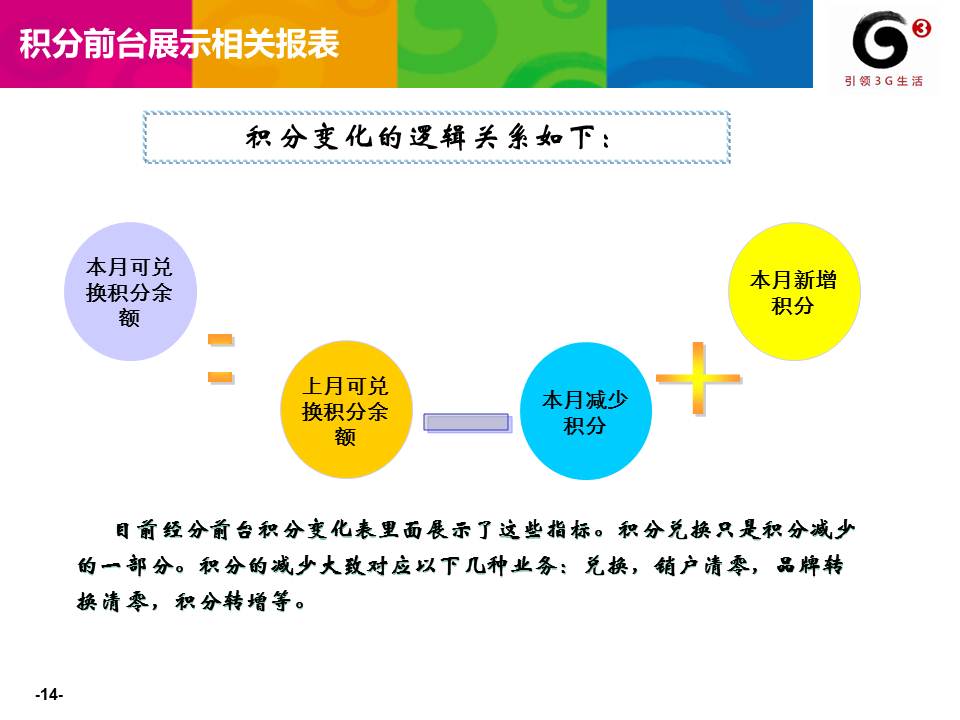 积分前台展示相关报表
3
引领3G生活
积分变化的逻辑关系如下：
本月可兑
换积分余
额
=
上月可兑
换积分余
额
—
本月减少
积分
+
本月新增
积分
目前经分前台积分变化表里面展示了这些指标。积分兑换只是积分减少
的一部分。积分的减少大致对应以下几种业务：兑换，销户清零，品牌转
换清零，积分转增等。
-14-